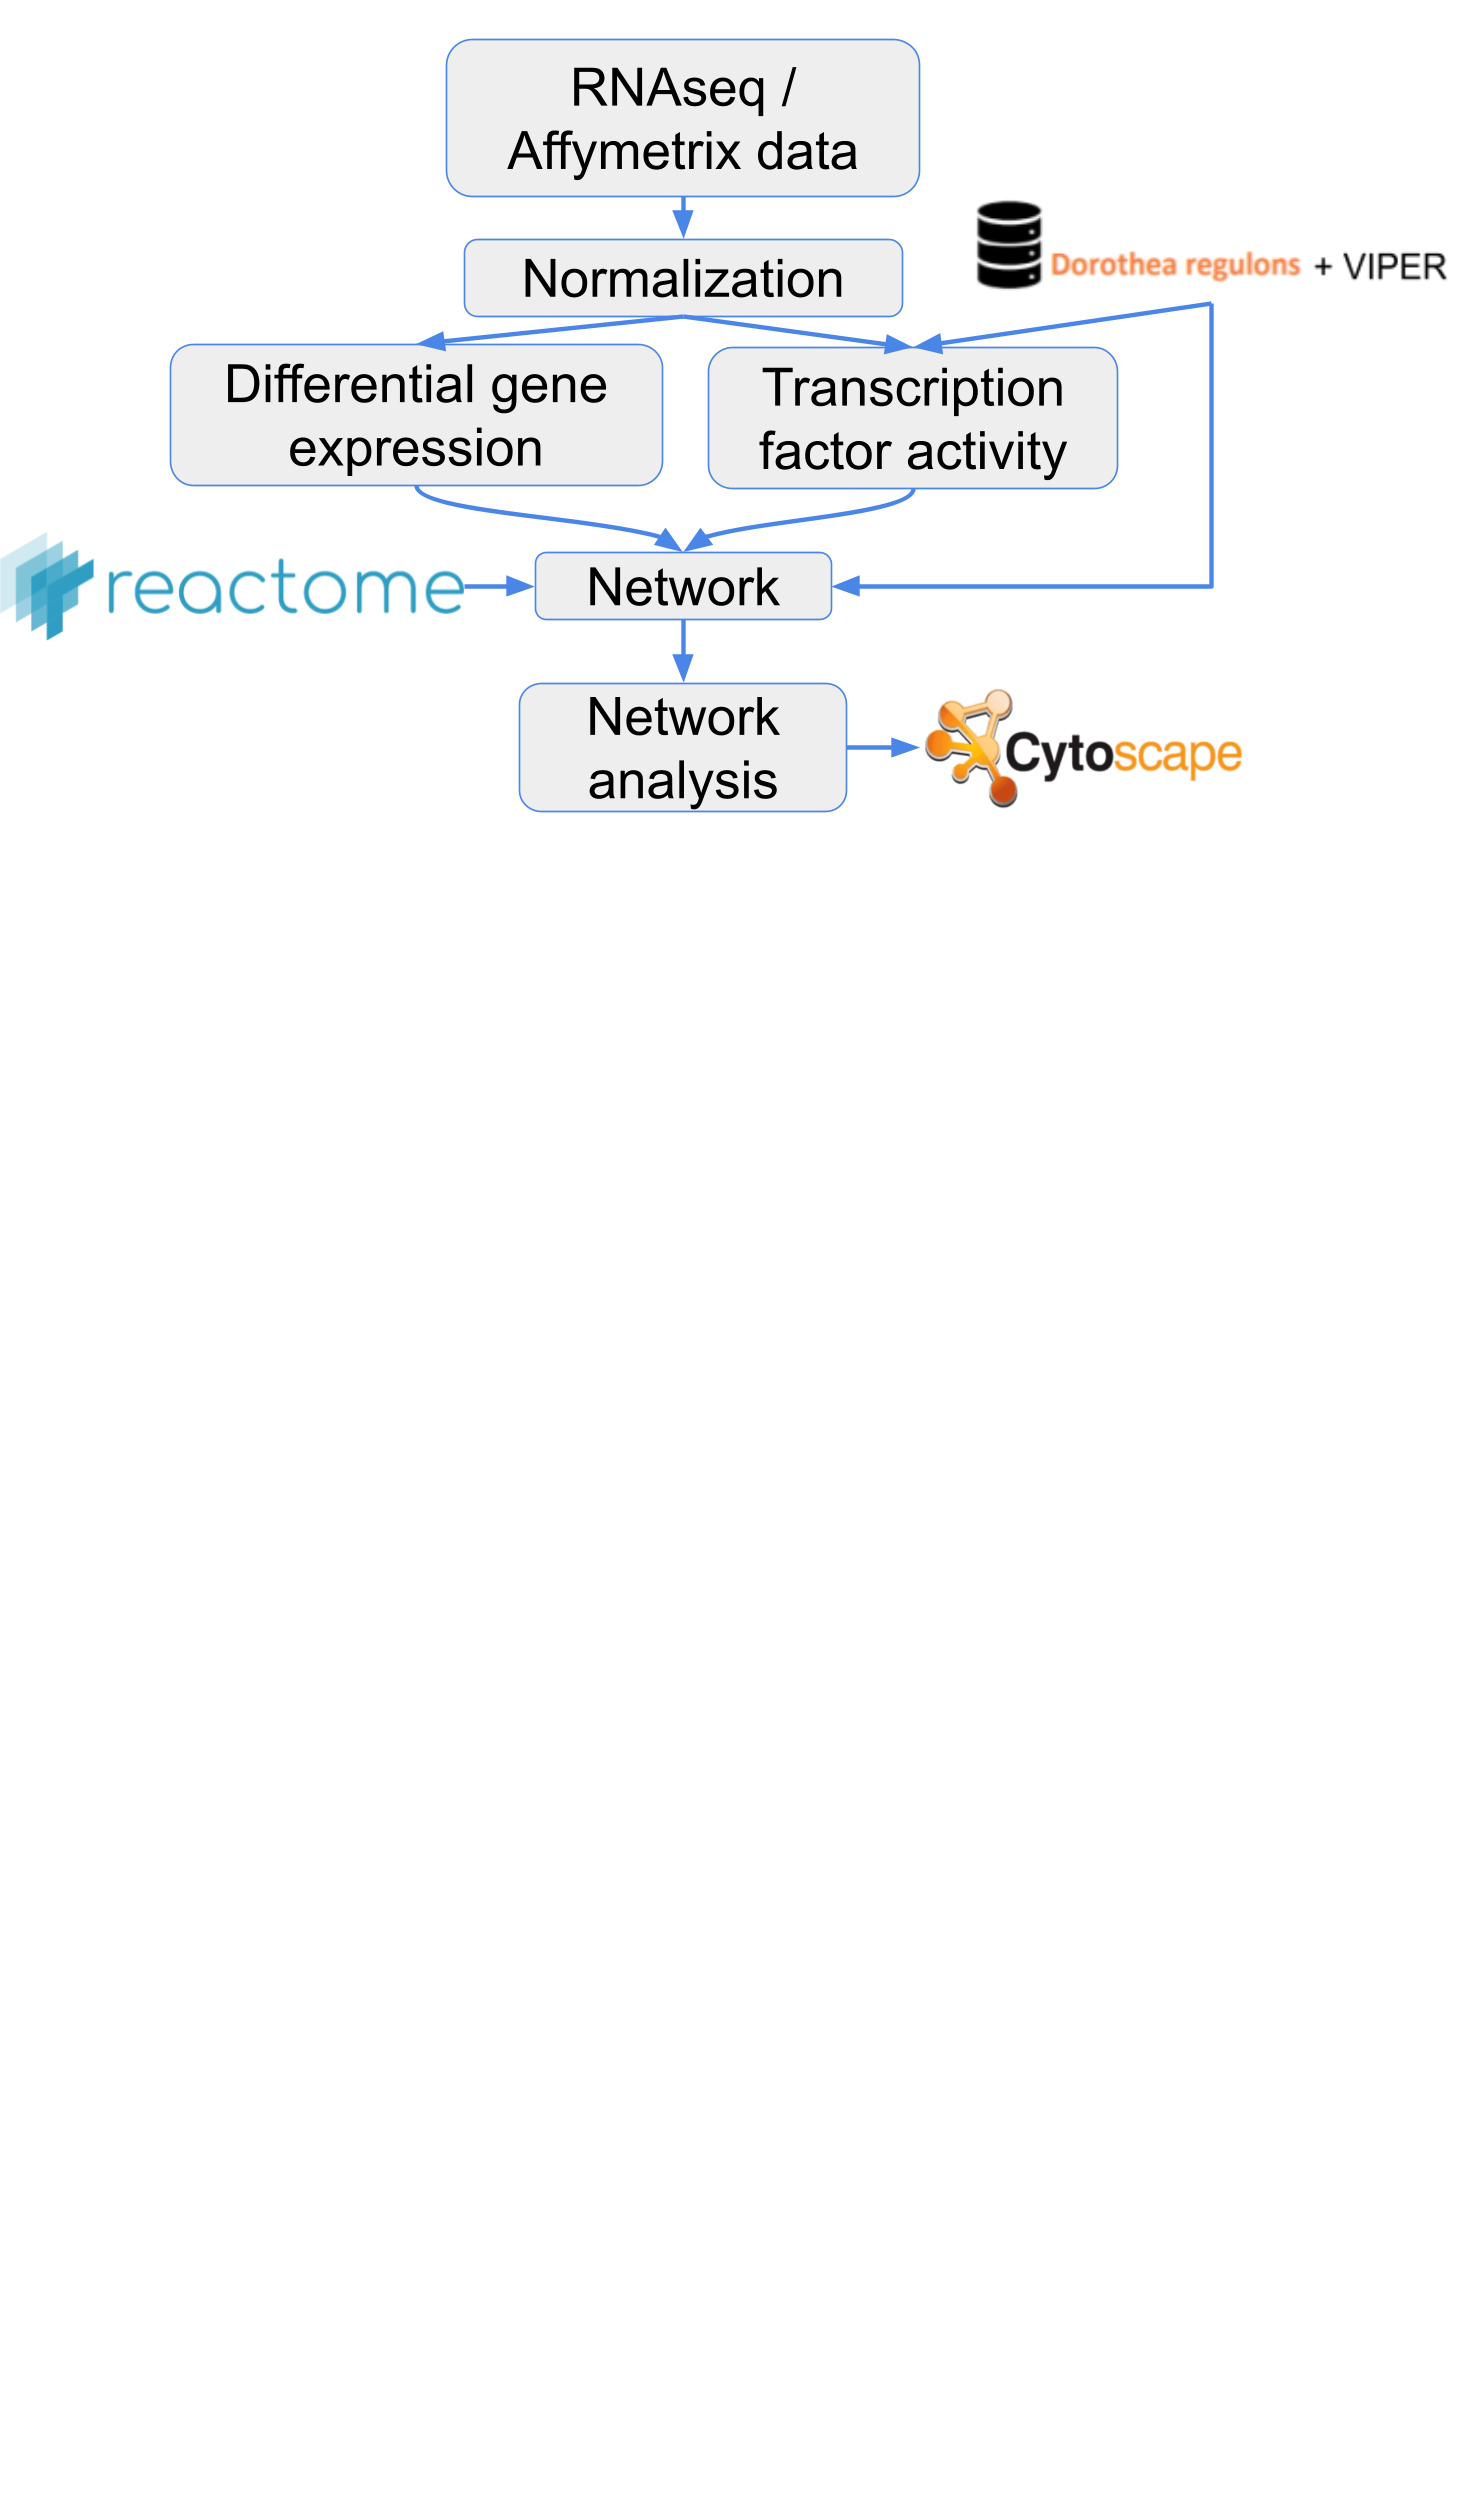 RNAseq /
Affymetrix data
Normalization
Dorothea regulons + VIPER
Differential gene
expression
Transcription
factor activity
reactome
Network
Network
analysis
Cytoscape